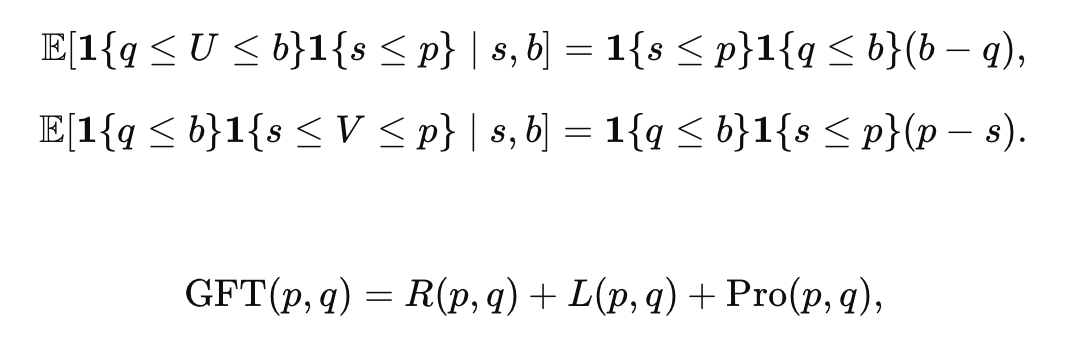 𝔼[𝟏{q ≤ U ≤ b}𝟏{s ≤ p} | s, b] = 𝟏{s ≤ p}𝟏{q ≤ b}(b − q),
𝔼[𝟏{q ≤ b}𝟏{s ≤ V ≤ p} | s, b] = 𝟏{q ≤ b}𝟏{s ≤ p}(p − s).
GFT(p, q) = R(p, q) + L(p, q) + Pro(p, q),